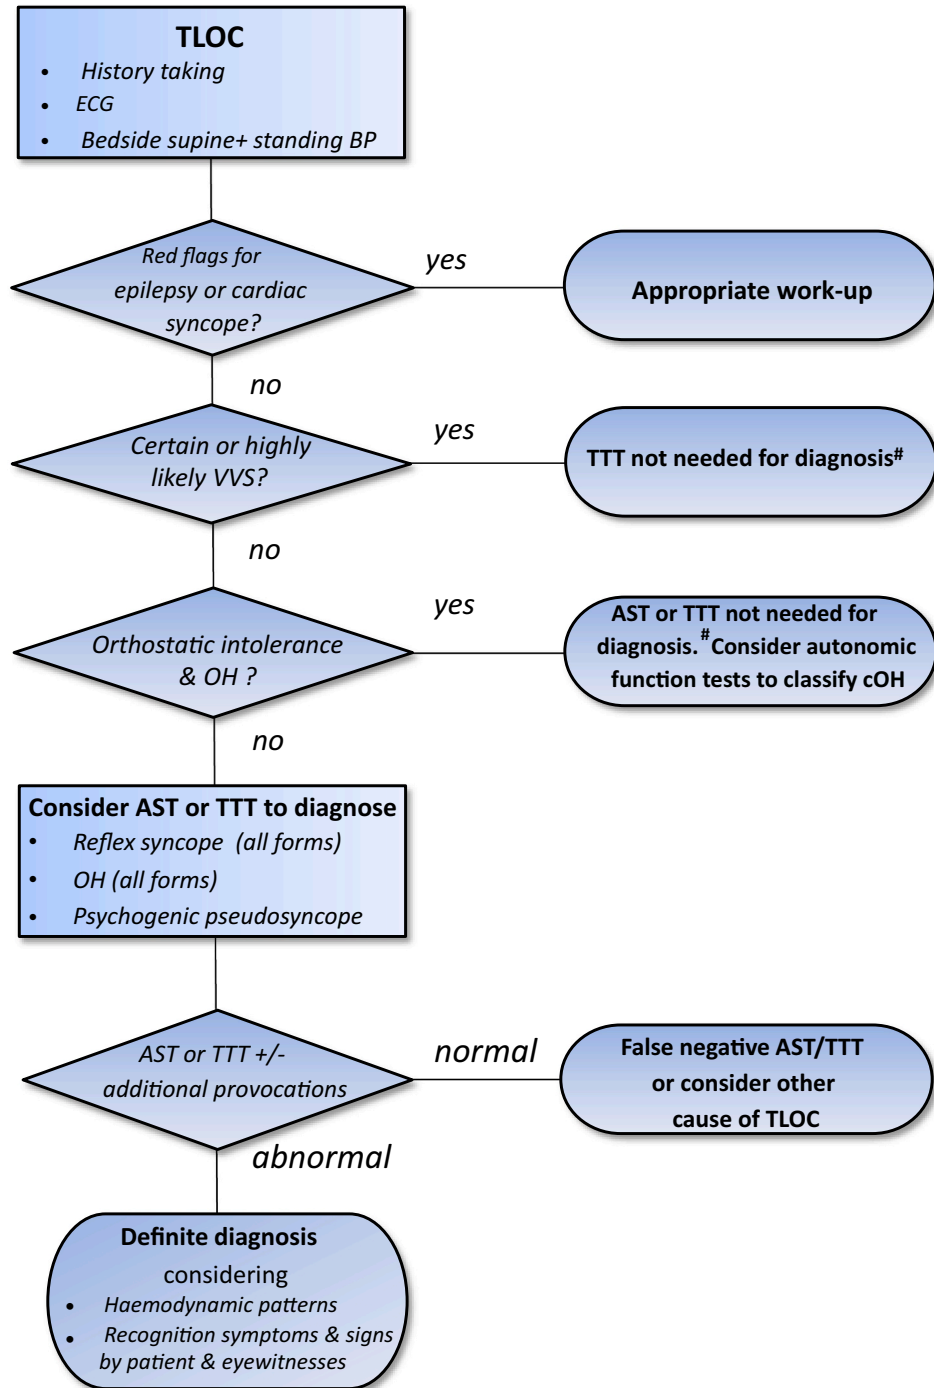 TLOC
• History taking
• ECG
• Bedside supine+ standing BP
Red flags for
epilepsy or cardiac
syncope?
yes
Appropriate work-up
no
Certain or highly
likely VVS?
yes
TTT not needed for diagnosis#
no
Orthostatic intolerance
& OH ?
yes
AST or TTT not needed for
diagnosis.# Consider autonomic
function tests to classify cOH
no
Consider AST or TTT to diagnose
• Reflex syncope (all forms)
• OH (all forms)
• Psychogenic pseudosyncope
AST or TTT +/-
additional provocations
normal
False negative AST/TTT
or consider other
cause of TLOC
abnormal
Definite diagnosis
considering
• Haemodynamic patterns
• Recognition symptoms & signs
by patient & eyewitnesses